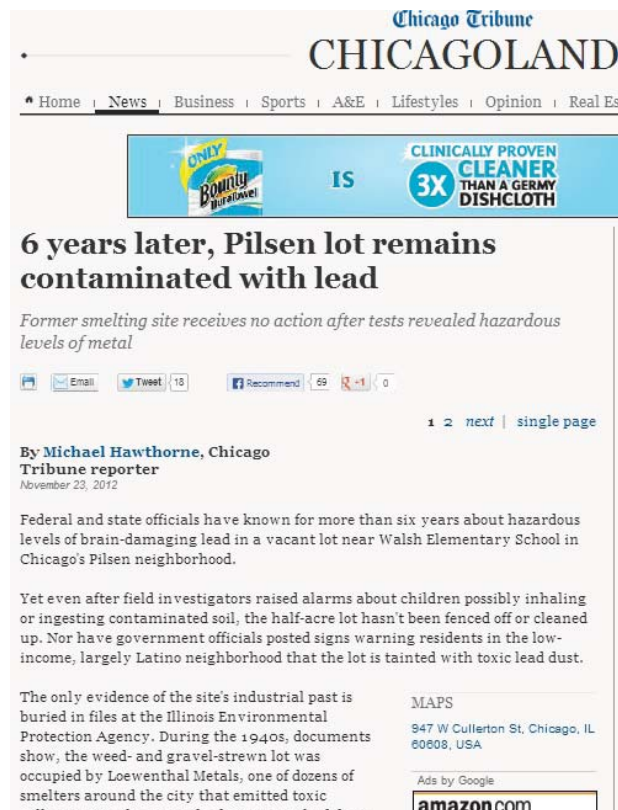 Chicago Tribune
CHICAGOLAND
Home | News | Business | Sports | A&E | Lifestyles | Opinion | Real Es
ONLY
Bounty
DuraTowel
IS
CLINICALLY PROVEN
3X CLEANER
THAN A GERMY
DISHCLOTH
6 years later, Pilsen lot remains
contaminated with lead
Former smelting site receives no action after tests revealed hazardous
levels of metal
Email Tweet 18 Recommend 69 +1 0
1 2 next | single page
By Michael Hawthorne, Chicago
Tribune reporter
November 23, 2012
Federal and state officials have known for more than six years about hazardous
levels of brain-damaging lead in a vacant lot near Walsh Elementary School in
Chicago's Pilsen neighborhood.
Yet even after field investigators raised alarms about children possibly inhaling
or ingesting contaminated soil, the half-acre lot hasn't been fenced off or cleaned
up. Nor have government officials posted signs warning residents in the low-
income, largely Latino neighborhood that the lot is tainted with toxic lead dust.
The only evidence of the site's industrial past is
buried in files at the Illinois Environmental
Protection Agency. During the 1940s, documents
show, the weed- and gravel-strewn lot was
occupied by Loewenthal Metals, one of dozens of
smelters around the city that emitted toxic
MAPS
947 W Cullerton St, Chicago, IL
60608, USA
Ads by Google
amazon.com